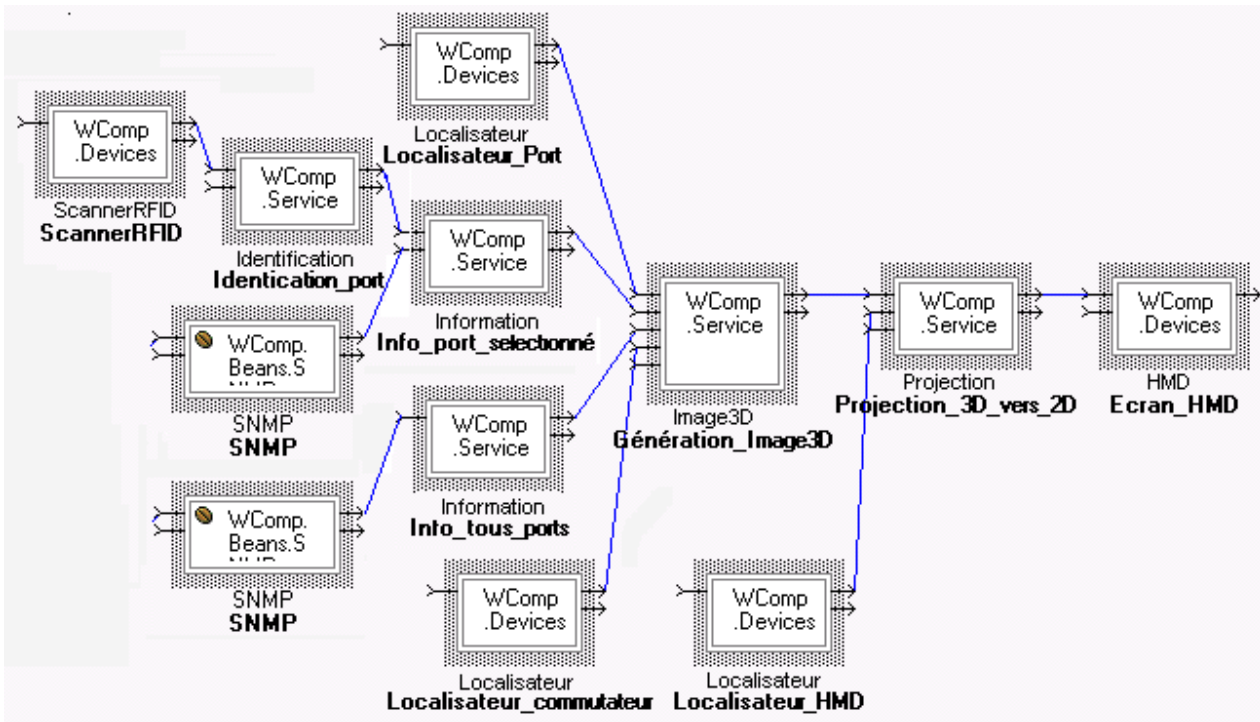 WComp
.Devices
Localisateur
Localisateur_Port
WComp
.Devices
ScannerRFID
ScannerRFID
WComp
.Service
Identification
Identication_port
WComp
.Service
Information
Info_port_selectionné
WComp.
Beans.S
SNMP
SNMP
WComp
.Service
Image3D
Génération_Image3D
WComp
.Service
Projection
Projection_3D_vers_2D
WComp
.Devices
HMD
Ecran_HMD
WComp
.Service
Information
Into_tous_ports
WComp.
Beans.S
SNMP
SNMP
WComp
.Devices
Localisateur
Localisateur_commutateur
WComp
.Devices
Localisateur
Localisateur_HMD